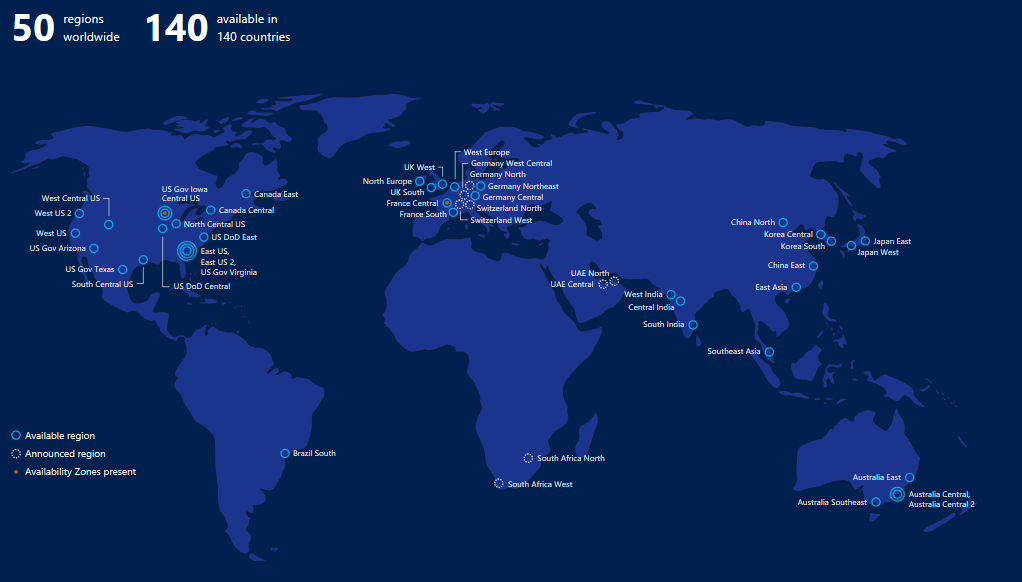 50 regions worldwide
140 available in 140 countries
West Europe
Germany West Central
Germany North
UK West
North Europe
UK South
Germany Northeast
Germany Central
France Central
Switzerland North
France South
Switzerland West
US Gov Iowa
Central US
Canada East
West Central US
Canada Central
West US 2
North Central US
West US
US DoD East
US Gov Arizona
East US,
East US 2,
US Gov Virginia
US Gov Texas
South Central US
US DoD Central
China North
Korea Central
Korea South
Japan East
Japan West
China East
UAE North
UAE Central
East Asia
West India
Central India
South India
Southeast Asia
Available region
Announced region
Availability Zones present
Brazil South
South Africa North
South Africa West
Australia East
Australia Southeast
Australia Central,
Australia Central 2